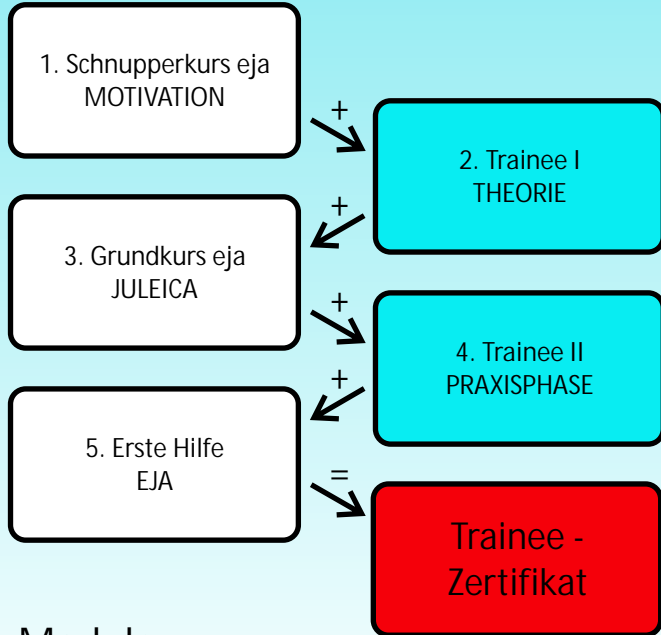 1. Schnupperkurs eja
MOTIVATION
+
2. Trainee I
THEORIE
+
3. Grundkurs eja
JULEICA
+
4. Trainee II
PRAXISPHASE
+
5. Erste Hilfe
EJA
=
Trainee -
Zertifikat